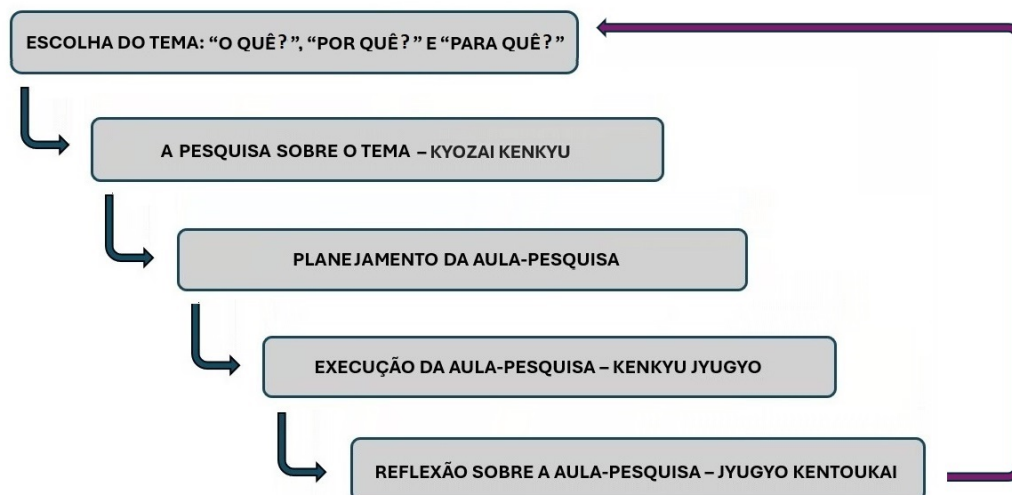 ESCOLHA DO TEMA: “O QUÊ?”, “POR QUÊ?” E “PARA QUÊ?”
A PESQUISA SOBRE O TEMA – KYOZAI KENKYU
PLANEJAMENTO DA AULA-PESQUISA
EXECUÇÃO DA AULA-PESQUISA – KENKYU JYUGYO
REFLEXÃO SOBRE A AULA-PESQUISA – JYUGYO KENTOUKAI